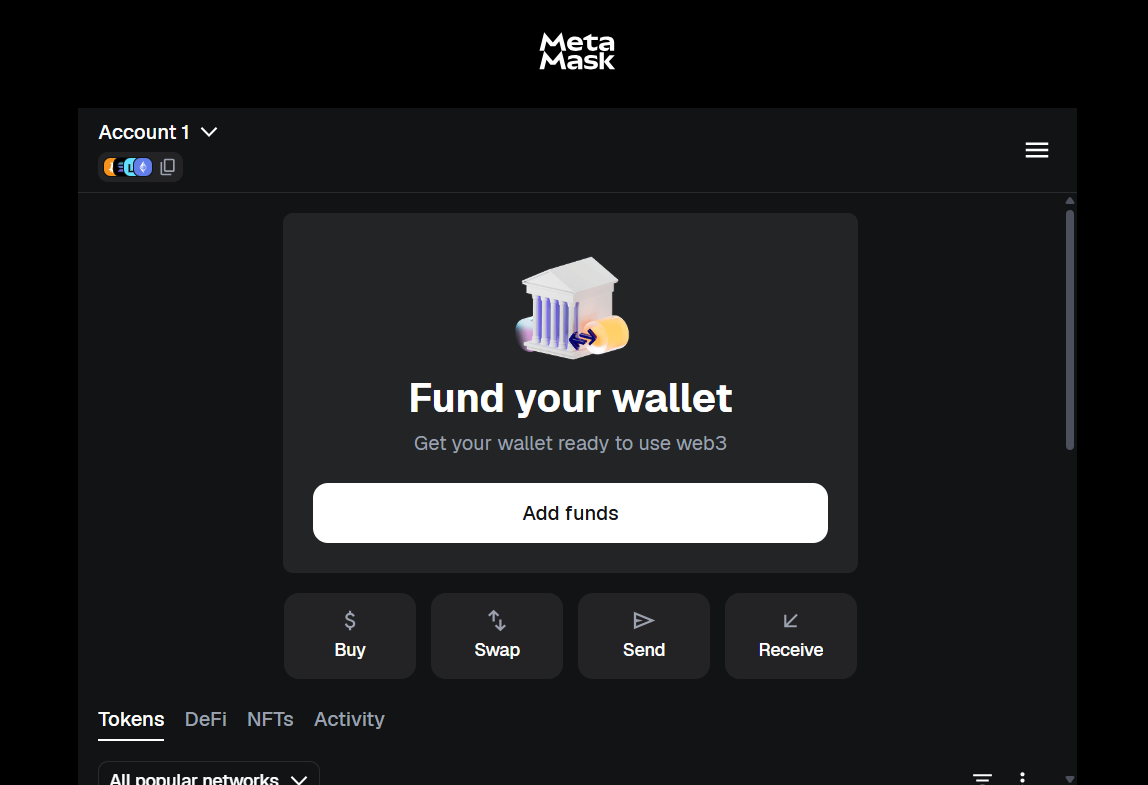 Meta
Mask
Account 1
Fund your wallet
Get your wallet ready to use web3
Add funds
Buy
Swap
Send
Receive
Tokens
DeFi
NFTs
Activity
All popular networks